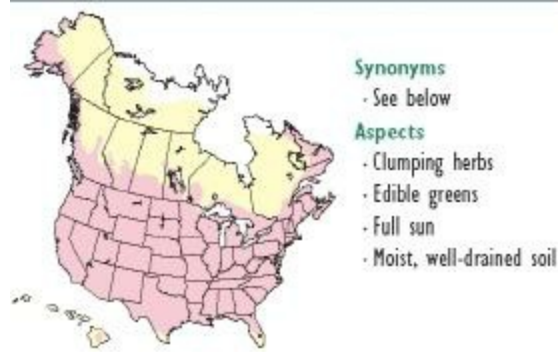 Synonyms
· See below
Aspects
· Clumping herbs
· Edible greens
· Full sun
· Moist, well-drained soil